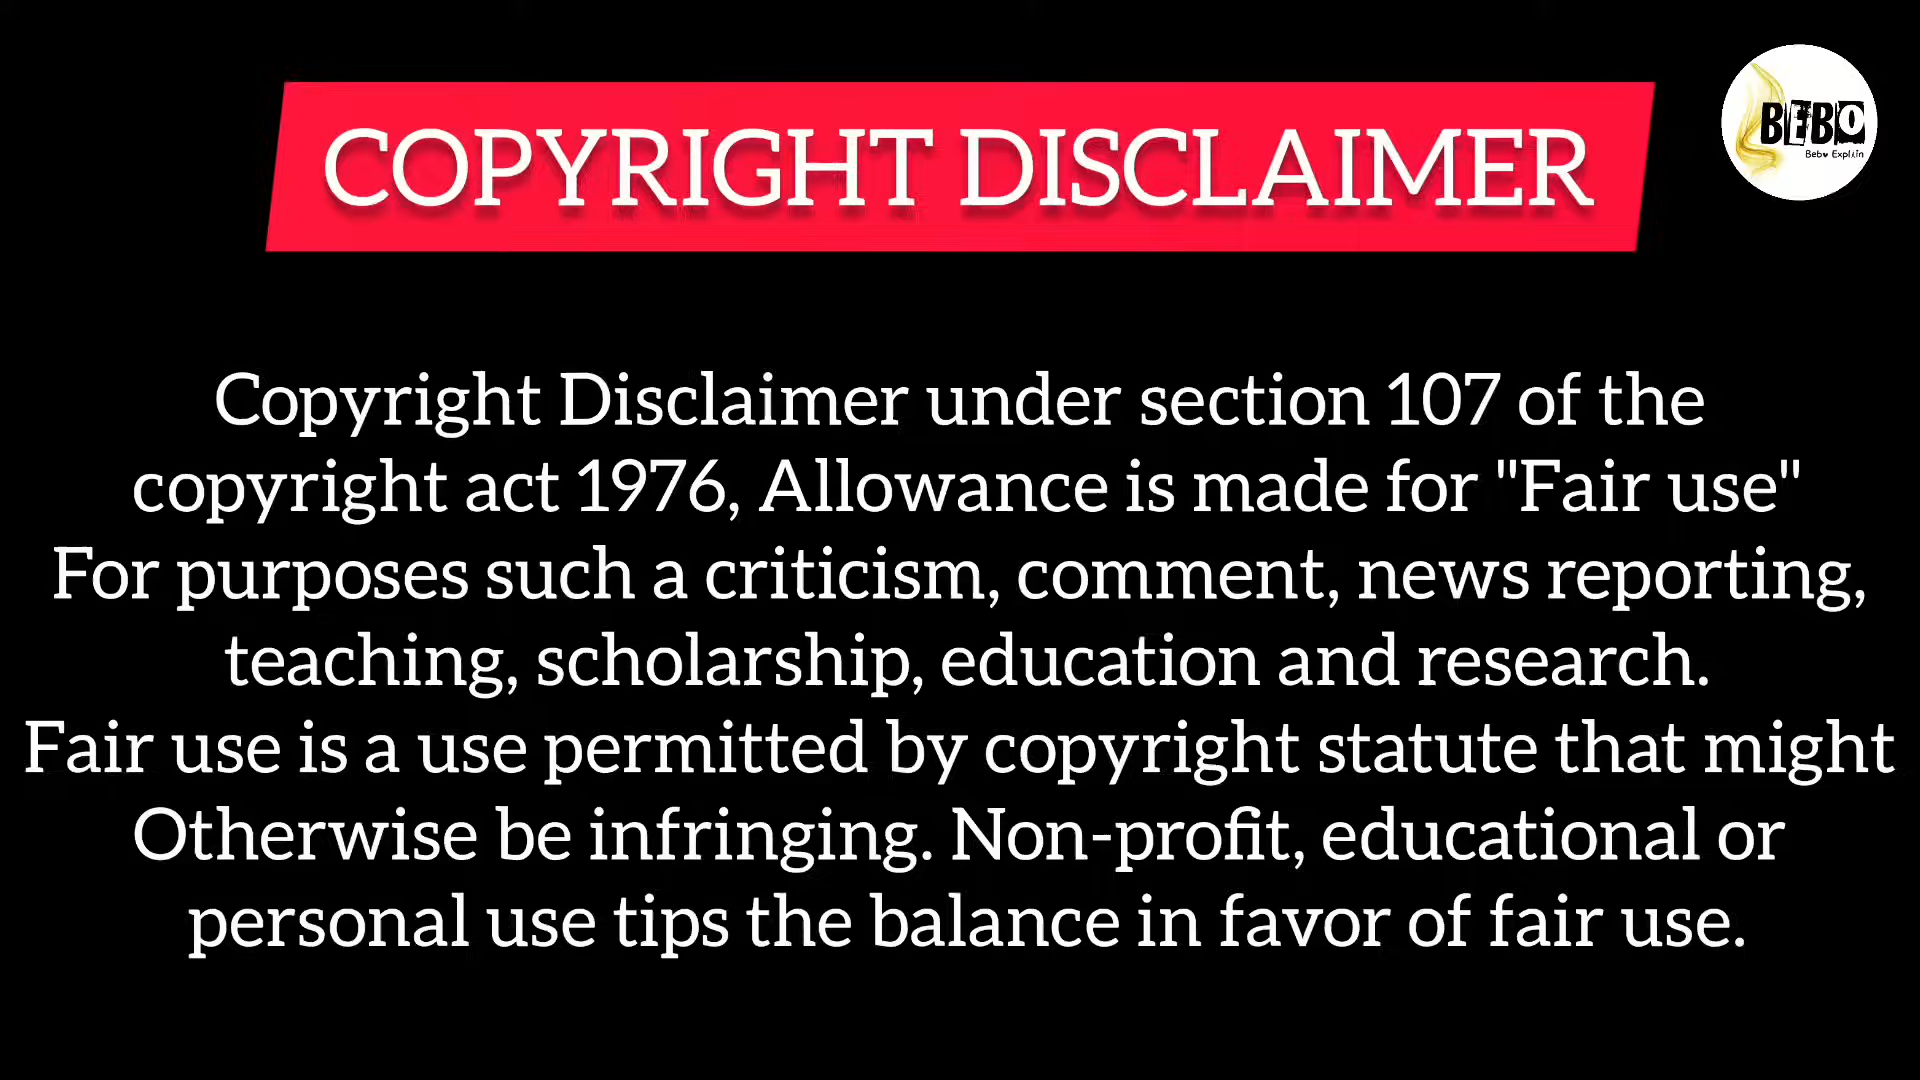 COPYRIGHT DISCLAIMER
BEBO
Bebo Explain
Copyright Disclaimer under section 107 of the
copyright act 1976, Allowance is made for "Fair use"
For purposes such a criticism, comment, news reporting,
teaching, scholarship, education and research.
Fair use is a use permitted by copyright statute that might
Otherwise be infringing. Non-profit, educational or
personal use tips the balance in favor of fair use.